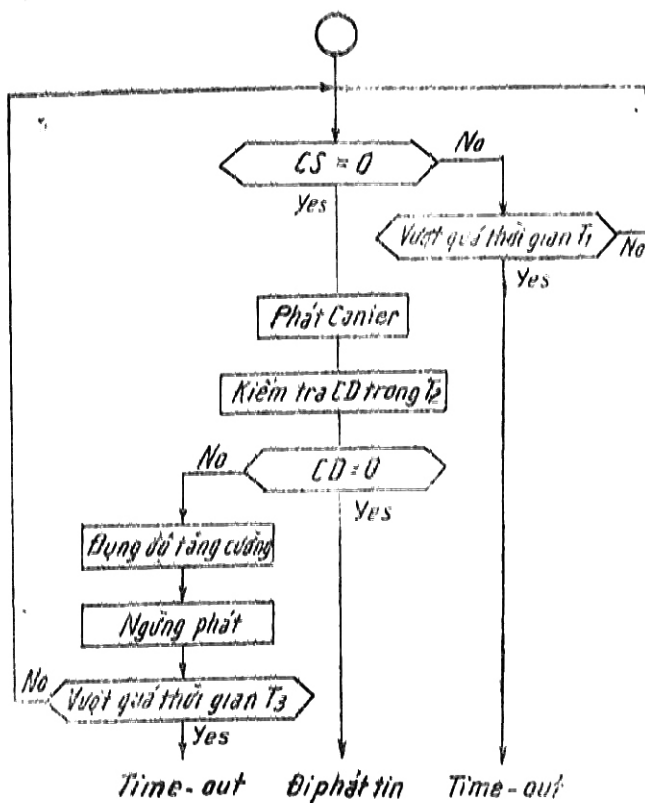 CS = 0
No
Yes
Vượt quá thời gian T1
No
Yes
Phát Canier
Kiểm tra CD trong T2
No
CD = 0
Yes
Đụng độ tăng cường
Ngừng phát
No
Vượt quá thời gian T3
Yes
Time-out
Đi phát tin
Time-out